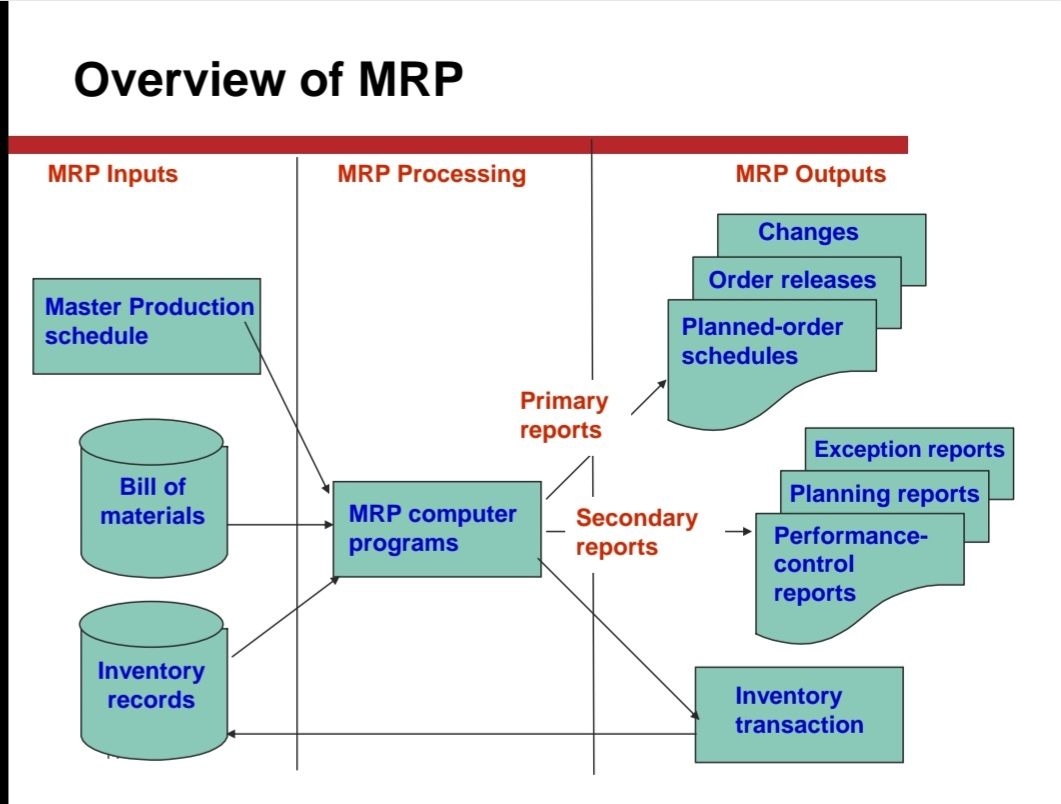 Overview of MRP
MRP Inputs
MRP Processing
MRP Outputs
Master Production
schedule
Bill of
materials
Inventory
records
MRP computer
programs
Primary
reports
Secondary
reports
Changes
Order releases
Planned-order
schedules
Exception reports
Planning reports
Performance-
control
reports
Inventory
transaction